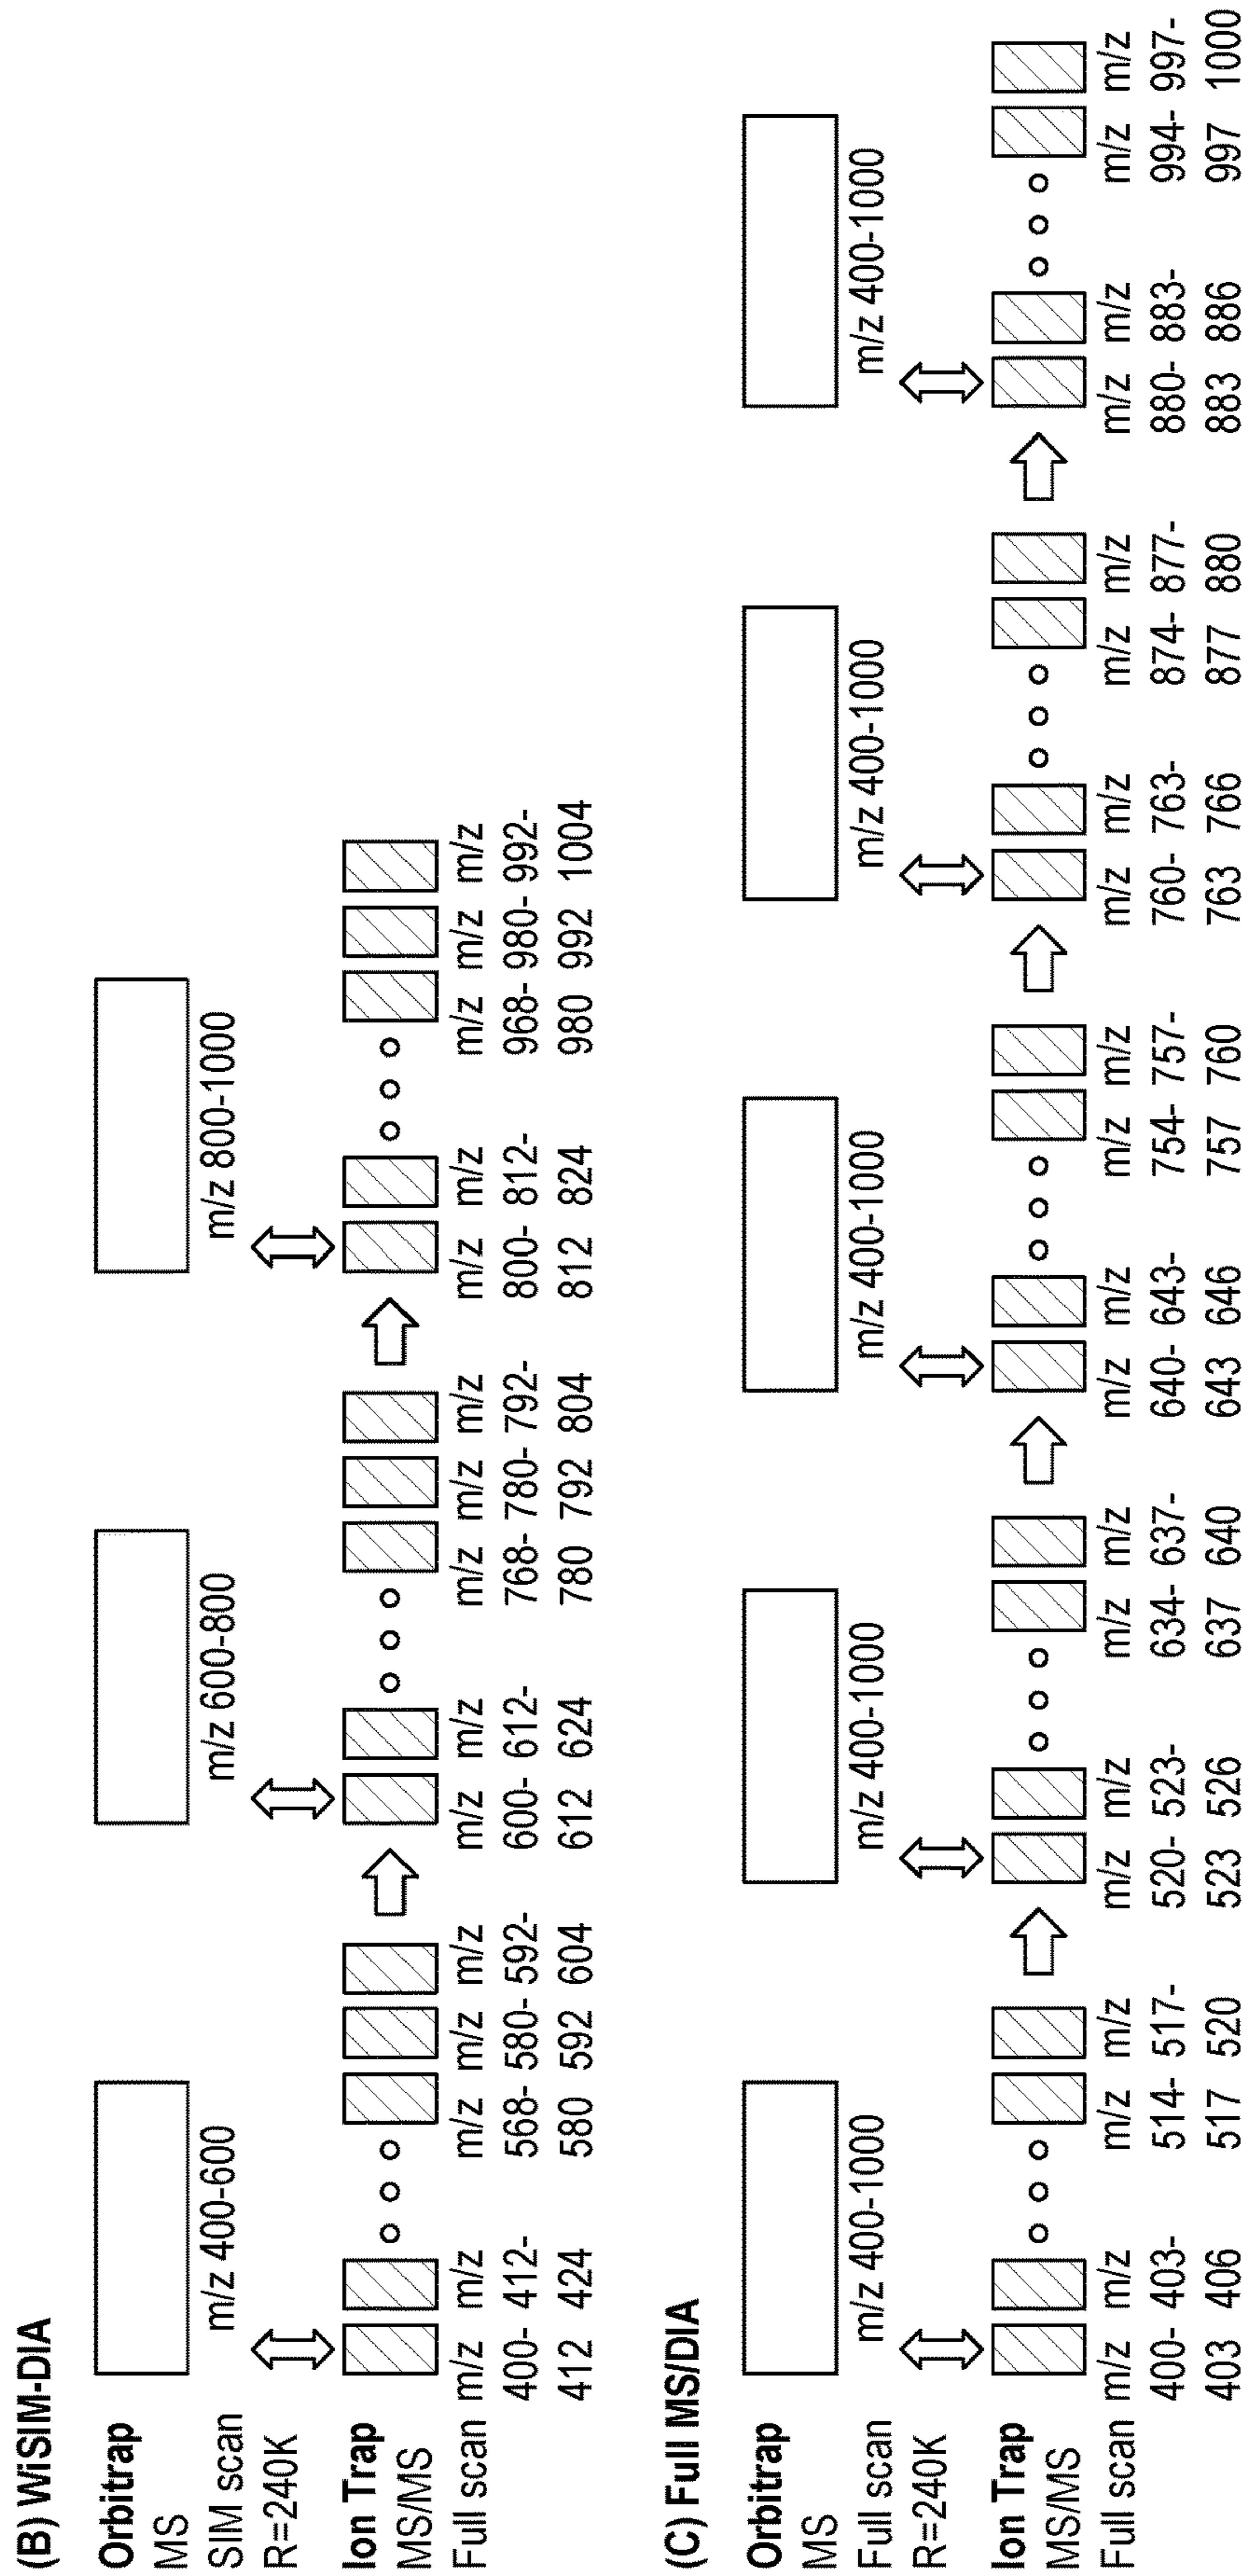 (B) WiSIM-DIA
Orbitrap
MS
SIM scan
R=240K
m/z 400-600
m/z 600-800
m/z 800-1000
Ion Trap
MS/MS
Full scan
m/z m/z m/z m/z m/z m/z m/z m/z m/z m/z m/z m/z m/z m/z m/z
400- 412- 568- 580- 592- 600- 612- 768- 780- 792- 800- 812- 968- 980- 992-
412 424 580 592 604 612 624 780 792 804 812 824 980 992 1004
(C) Full MS/DIA
Orbitrap
MS
Full scan
R=240K
m/z 400-1000
m/z 400-1000
m/z 400-1000
m/z 400-1000
m/z 400-1000
Ion Trap
MS/MS
Full scan
m/z m/z m/z m/z m/z m/z m/z m/z m/z m/z m/z m/z m/z m/z m/z m/z m/z m/z m/z m/z
400- 403- 514- 517- 520- 523- 634- 637- 640- 643- 754- 757- 760- 763- 874- 877- 880- 883- 994- 997-
403 406 517 520 523 526 637 640 643 646 757 760 763 766 877 880 883 886 997 1000